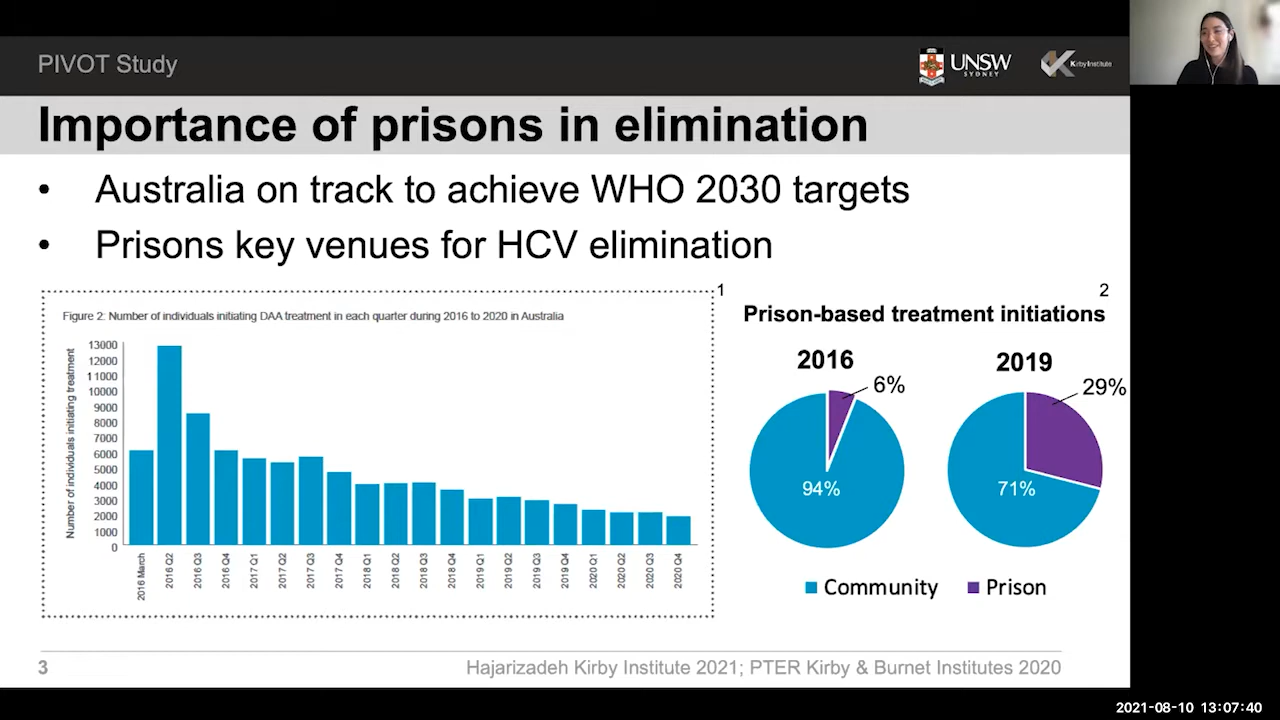 PIVOT Study
UNSW
SYDNEY
Kirby Institute
Importance of prisons in elimination
• Australia on track to achieve WHO 2030 targets
• Prisons key venues for HCV elimination
1
Figure 2: Number of individuals initiating DAA treatment in each quarter during 2016 to 2020 in Australia
Number of individuals initiating treatment
13000
12000
11000
10000
9000
8000
7000
6000
5000
4000
3000
2000
1000
0
2016 March
2016 Q2
2016 Q3
2016 Q4
2017 Q1
2017 Q2
2017 Q3
2017 Q4
2018 Q1
2018 Q2
2018 Q3
2018 Q4
2019 Q1
2019 Q2
2019 Q3
2019 Q4
2020 Q1
2020 Q2
2020 Q3
2020 Q4
2
Prison-based treatment initiations
2016
6%
94%
2019
29%
71%
Community
Prison
3
Hajarizadeh Kirby Institute 2021; PTER Kirby & Burnet Institutes 2020
2021-08-10 13:07:40